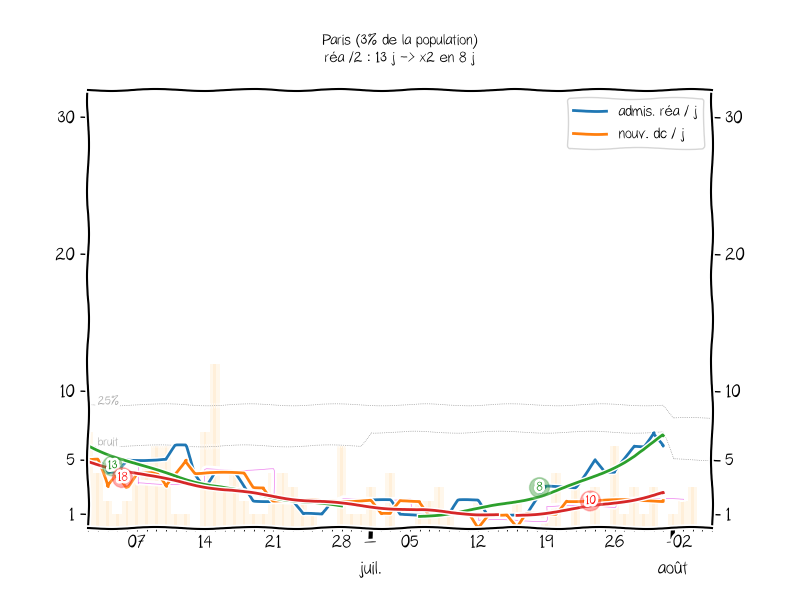 Paris (3% de la population)
réa /2 : 13 j -> x2 en 8 j
admis. réa / j
nouv. dc / j
30
30
20
20
10
10
25%
bruit
5
5
13
18
8
10
1
1
07 14 21 28 05 12 19 26 02
juil. août